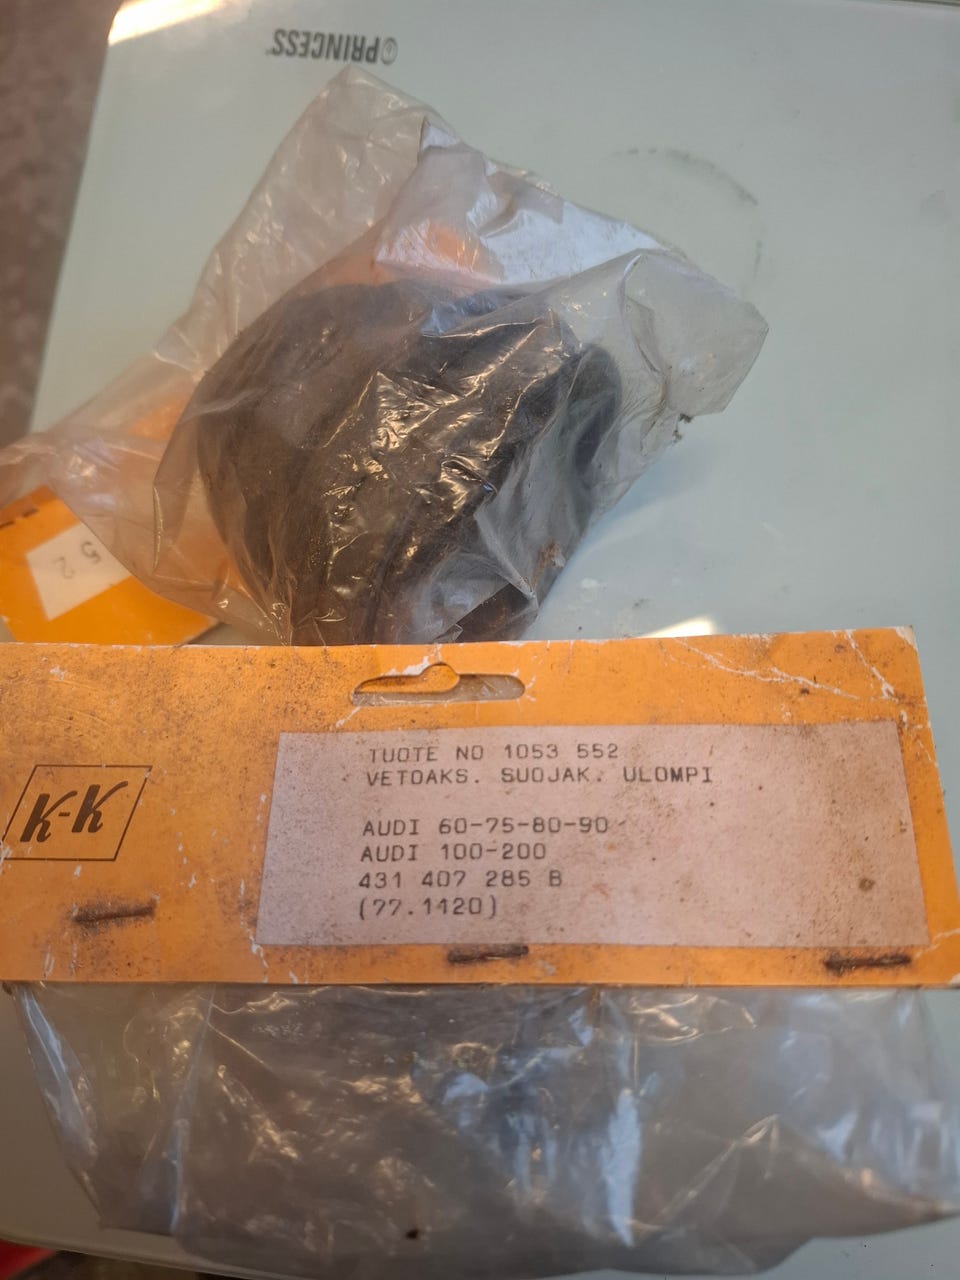 PRINCESS
52
K-K
TUOTE NO 1053 552
VETOAKS. SUOJAK. ULOMPI
AUDI 60-75-80-90
AUDI 100-200
431 407 285 B
(77.1120)